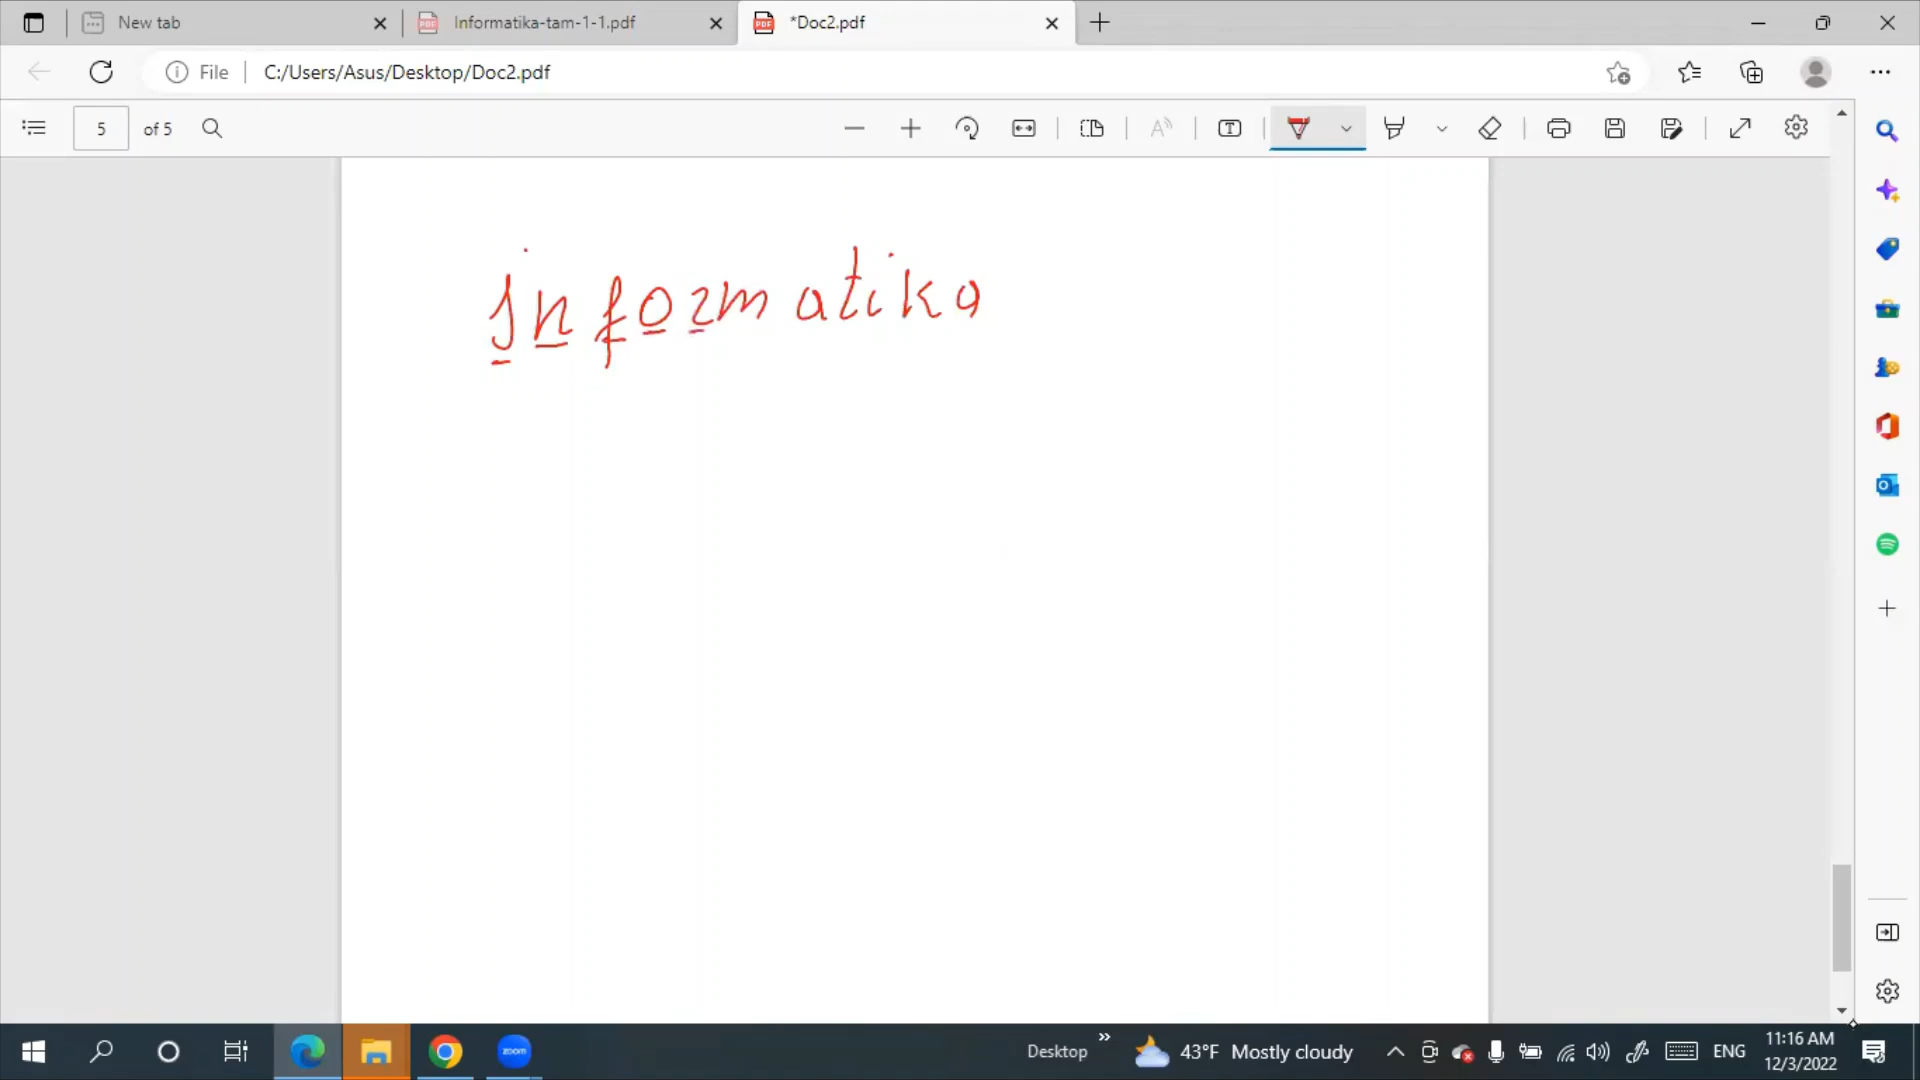 New tab
Informatika-tam-1-1.pdf
*Doc2.pdf
File
C:/Users/Asus/Desktop/Doc2.pdf
5
of 5
Informatika
zoom
Desktop
43°F Mostly cloudy
ENG
11:16 AM
12/3/2022